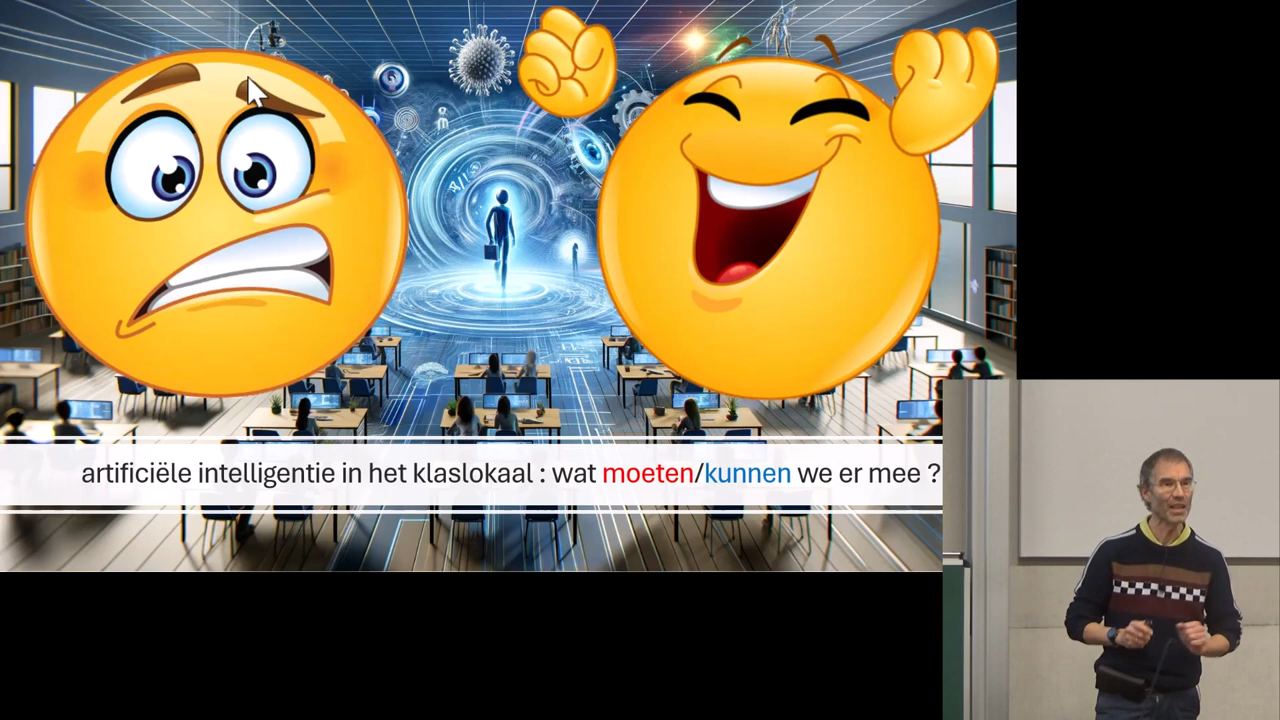 artificiële intelligentie in het klaslokaal : wat moeten/kunnen we er mee ?